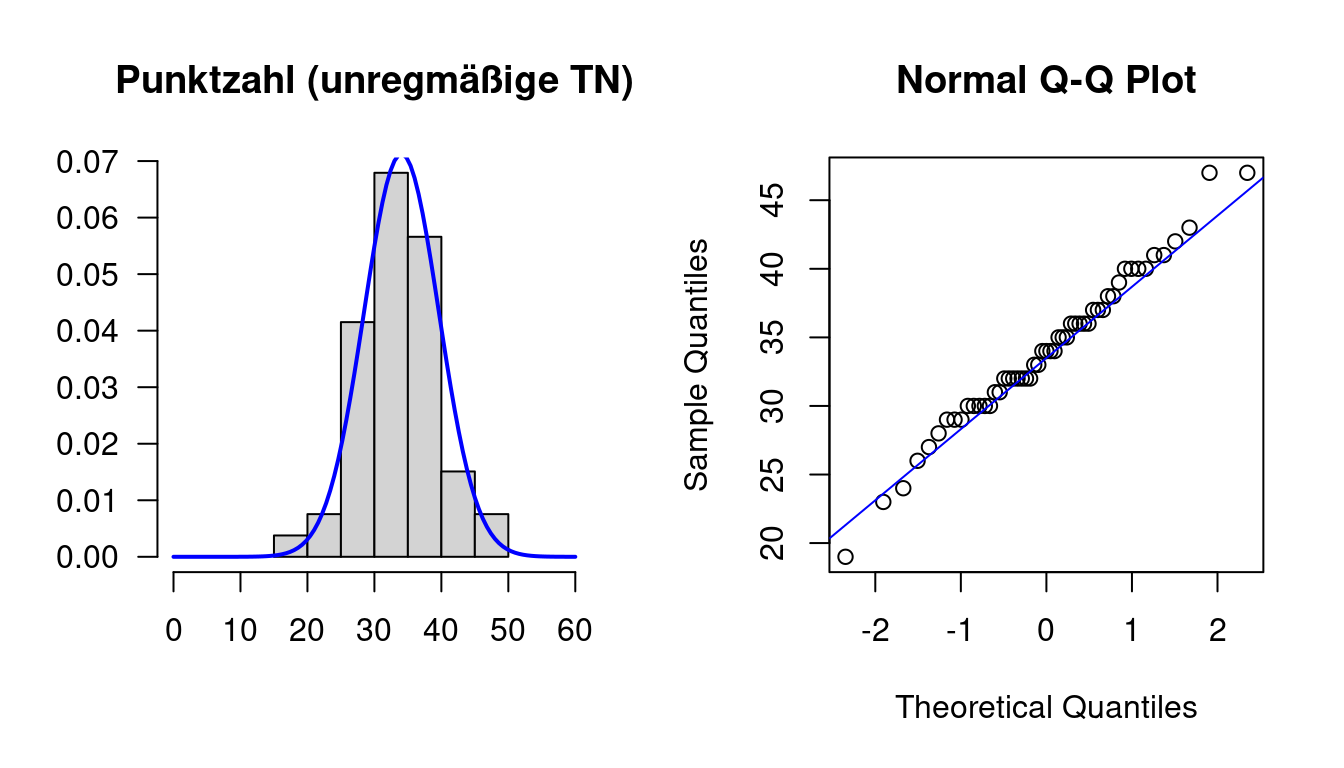 Punktzahl (unregmäßige TN)
0.07
0.06
0.05
0.04
0.03
0.02
0.01
0.00
0 10 20 30 40 50 60
Normal Q-Q Plot
Sample Quantiles
45
40
35
30
25
20
-2 -1 0 1 2
Theoretical Quantiles